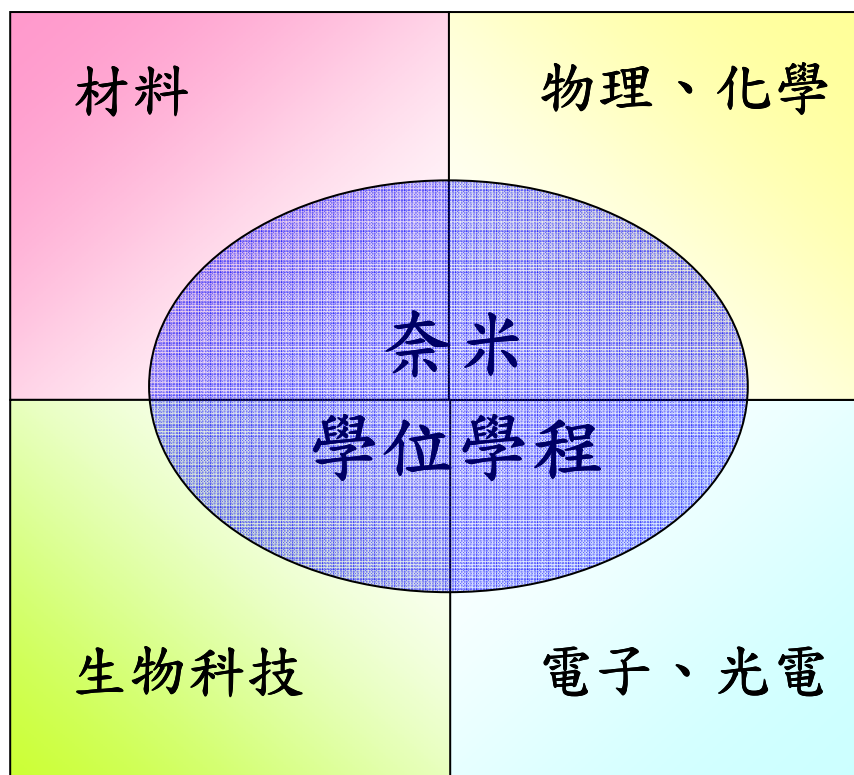 材料
物理、化學
奈米
學位學程
生物科技
電子、光電